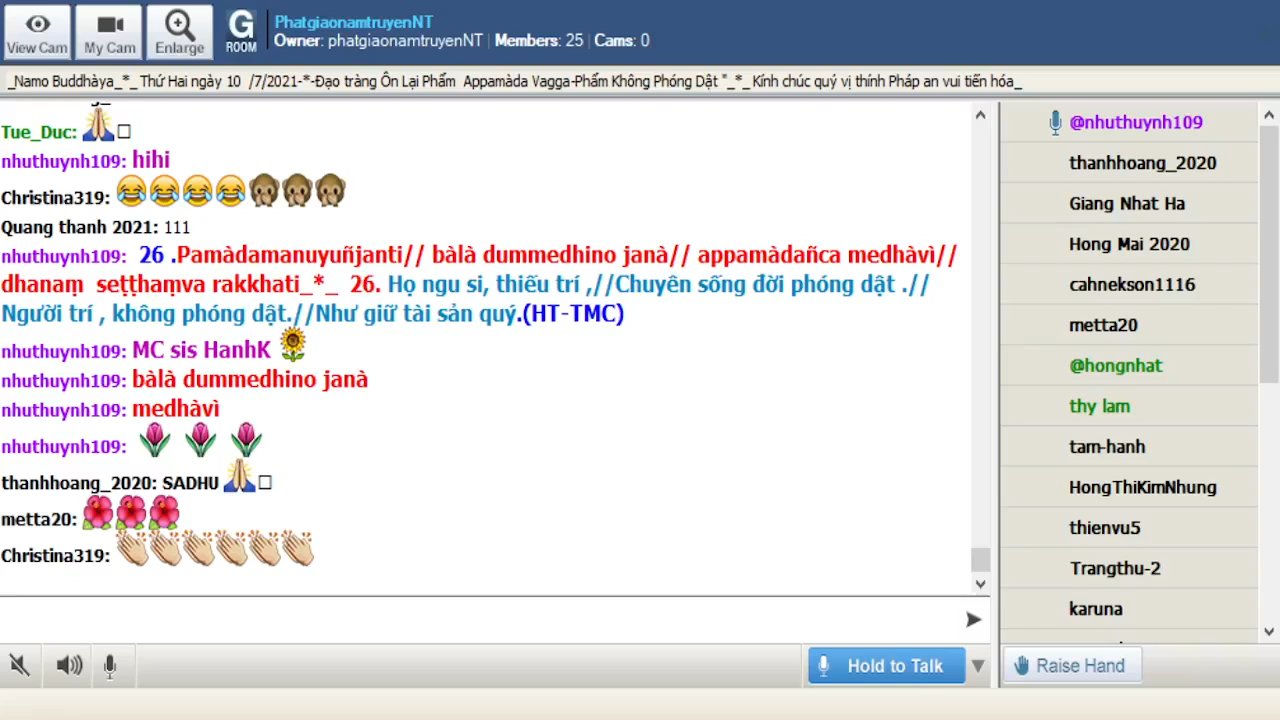 View Cam
My Cam
Enlarge
G
ROOM
PhatgiaonamtruyenNT
Owner: phatgiaonamtruyenNT | Members: 25 | Cams: 0
_Namo Buddhàya_*_ Thứ Hai ngày 10 /7/2021-*-Đạo tràng Ôn Lại Phẩm Appamàda Vagga-Phẩm Không Phóng Dật "_*_ Kính chúc quý vị thính Pháp an vui tiến hóa_
Tue_Duc:
nhuthuynh109: hihi
Christina319:
Quang thanh 2021: 111
nhuthuynh109: 26 .Pamàdamanuyuñjanti// bàlà dummedhino janà// appamàdañca medhàvì//
dhanaṃ seṭṭhaṃva rakkhati_*_ 26. Họ ngu si, thiếu trí ,//Chuyên sống đời phóng dật .//
Người trí , không phóng dật.//Như giữ tài sản quý.(HT-TMC)
nhuthuynh109: MC sis HanhK
nhuthuynh109: bàlà dummedhino janà
nhuthuynh109: medhàvì
nhuthuynh109:
thanhhoang_2020: SADHU
metta20:
Christina319:
@nhuthuynh109
thanhhoang_2020
Giang Nhat Ha
Hong Mai 2020
cahnekson1116
metta20
@hongnhat
thy lam
tam-hanh
HongThiKimNhung
thienvu5
Trangthu-2
karuna
Hold to Talk
Raise Hand